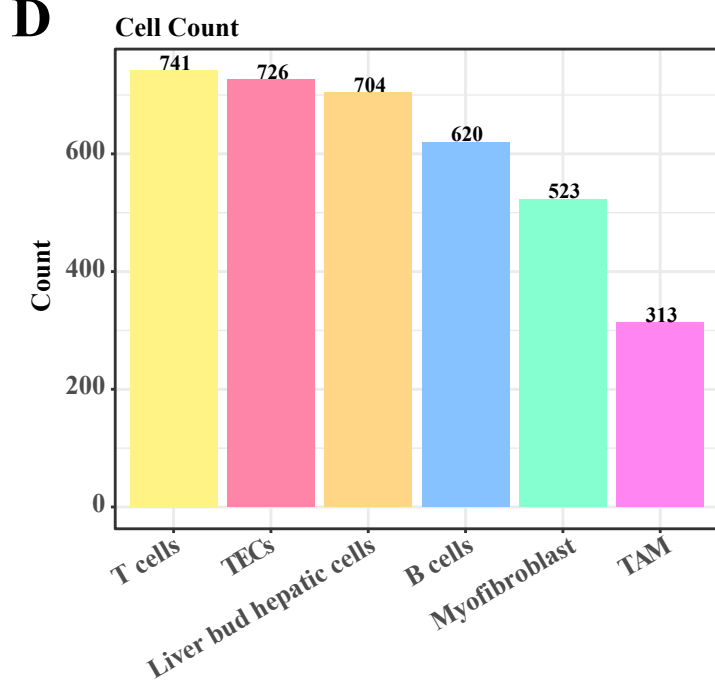 D
Cell Count
741
726
704
620
523
313
600
400
200
0
Count
T cells
TECs
Liver bud hepatic cells
B cells
Myofibroblast
TAM